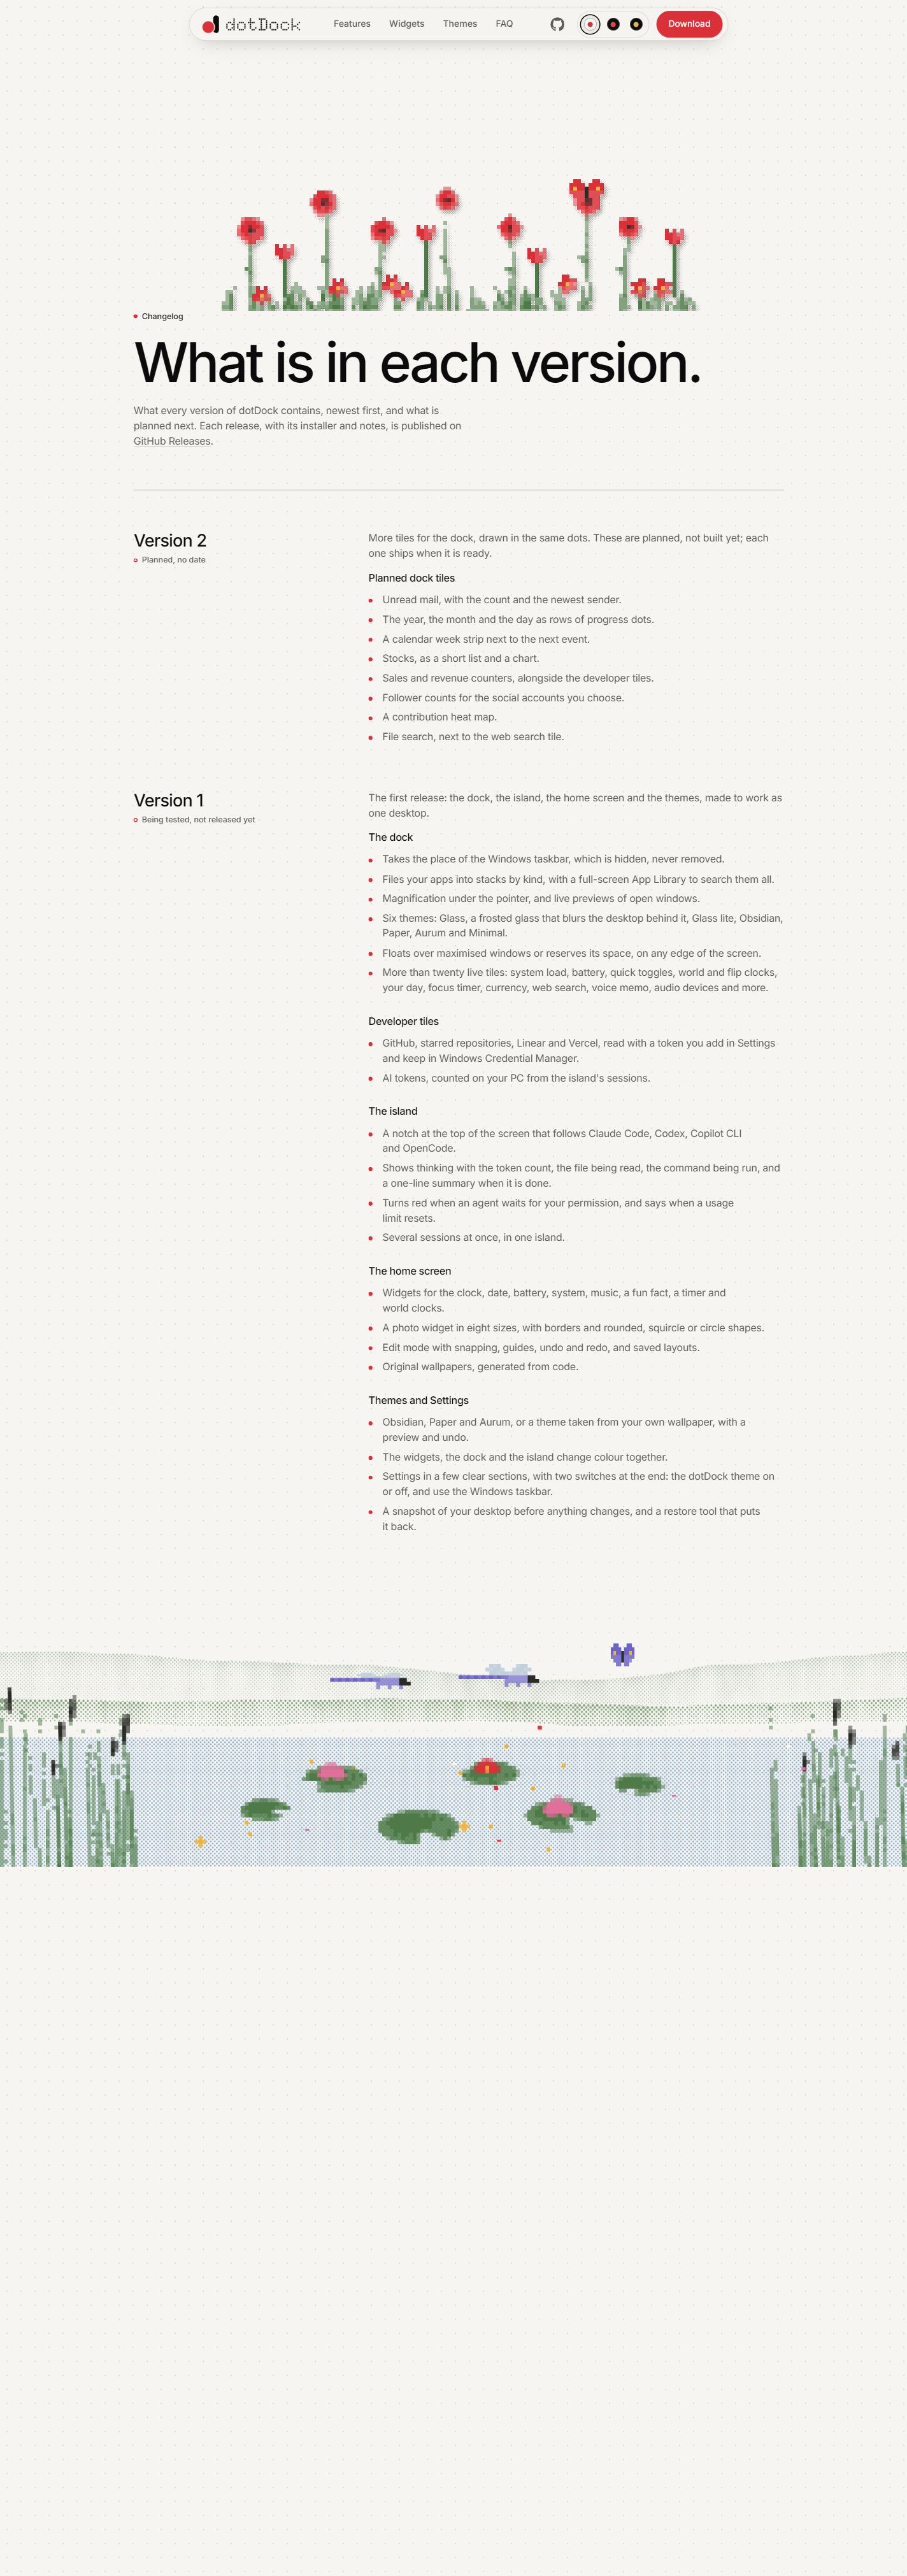 dotDock
Features Widgets Themes FAQ
Download
Changelog
What is in each version.
What every version of dotDock contains, newest first, and what is
planned next. Each release, with its installer and notes, is published on
GitHub Releases.
Version 2
Planned, no date
More tiles for the dock, drawn in the same dots. These are planned, not built yet; each
one ships when it is ready.
Planned dock tiles
Unread mail, with the count and the newest sender.
The year, the month and the day as rows of progress dots.
A calendar week strip next to the next event.
Stocks, as a short list and a chart.
Sales and revenue counters, alongside the developer tiles.
Follower counts for the social accounts you choose.
A contribution heat map.
File search, next to the web search tile.
Version 1
Being tested, not released yet
The first release: the dock, the island, the home screen and the themes, made to work as
one desktop.
The dock
Takes the place of the Windows taskbar, which is hidden, never removed.
Files your apps into stacks by kind, with a full-screen App Library to search them all.
Magnification under the pointer, and live previews of open windows.
Six themes: Glass, a frosted glass that blurs the desktop behind it, Glass lite, Obsidian,
Paper, Aurum and Minimal.
Floats over maximised windows or reserves its space, on any edge of the screen.
More than twenty live tiles: system load, battery, quick toggles, world and flip clocks,
your day, focus timer, currency, web search, voice memo, audio devices and more.
Developer tiles
GitHub, starred repositories, Linear and Vercel, read with a token you add in Settings
and keep in Windows Credential Manager.
AI tokens, counted on your PC from the island's sessions.
The island
A notch at the top of the screen that follows Claude Code, Codex, Copilot CLI
and OpenCode.
Shows thinking with the token count, the file being read, the command being run, and
a one-line summary when it is done.
Turns red when an agent waits for your permission, and says when a usage
limit resets.
Several sessions at once, in one island.
The home screen
Widgets for the clock, date, battery, system, music, a fun fact, a timer and
world clocks.
A photo widget in eight sizes, with borders and rounded, squircle or circle shapes.
Edit mode with snapping, guides, undo and redo, and saved layouts.
Original wallpapers, generated from code.
Themes and Settings
Obsidian, Paper and Aurum, or a theme taken from your own wallpaper, with a
preview and undo.
The widgets, the dock and the island change colour together.
Settings in a few clear sections, with two switches at the end: the dotDock theme on
or off, and use the Windows taskbar.
A snapshot of your desktop before anything changes, and a restore tool that puts
it back.